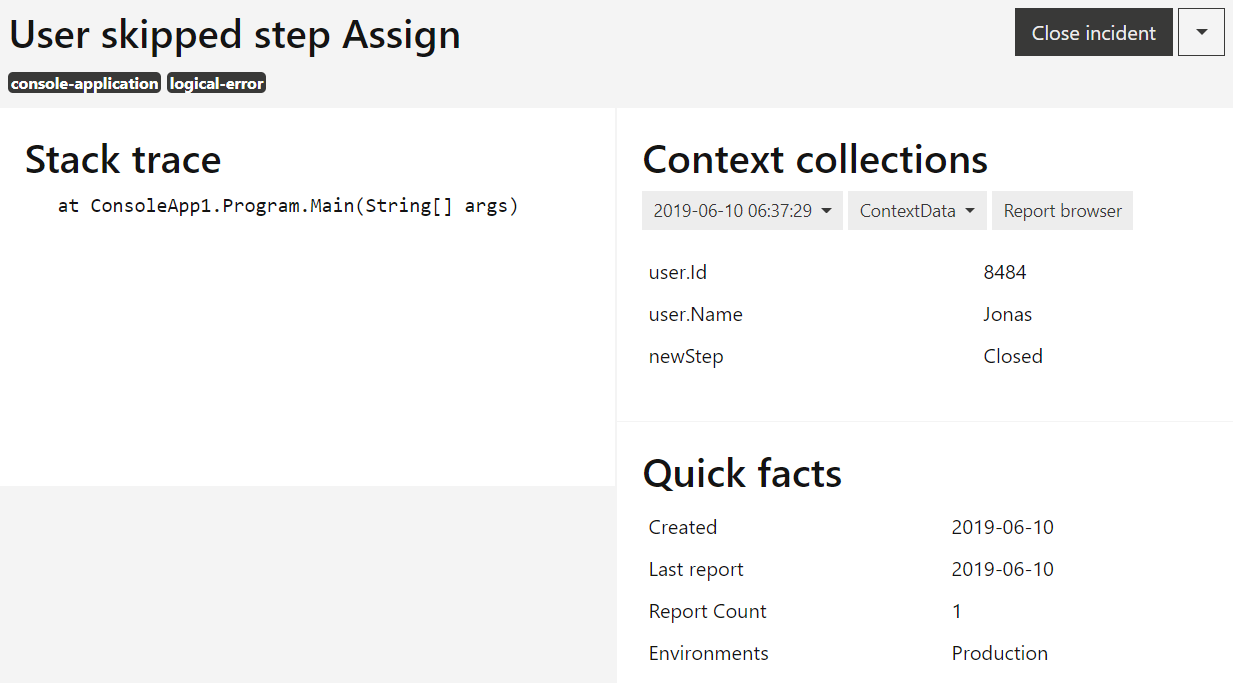 User skipped step Assign
Close incident
console-application logical-error
Stack trace
at ConsoleApp1.Program.Main(String[] args)
Context collections
2019-06-10 06:37:29 ContextData Report browser
user.Id 8484
user.Name Jonas
newStep Closed
Quick facts
Created 2019-06-10
Last report 2019-06-10
Report Count 1
Environments Production